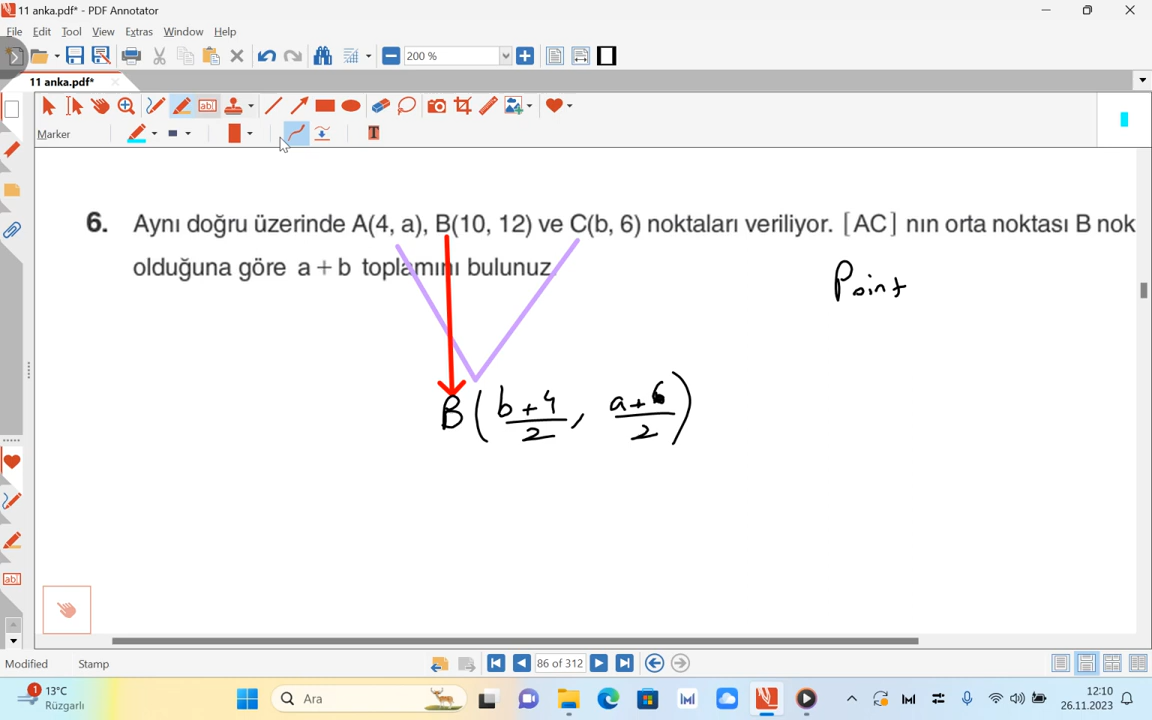 11 anka.pdf* - PDF Annotator
File Edit Tool View Extras Window Help
200 %
11 anka.pdf*
Marker
6. Aynı doğru üzerinde A(4, a), B(10, 12) ve C(b, 6) noktaları veriliyor. [AC] nın orta noktası B nok
olduğuna göre a + b toplamını bulunuz.
Point
B(b+4/2, a+6/2)
Modified Stamp 86 of 312
1 13°C
Rüzgarlı
Ara
12:10
26.11.2023